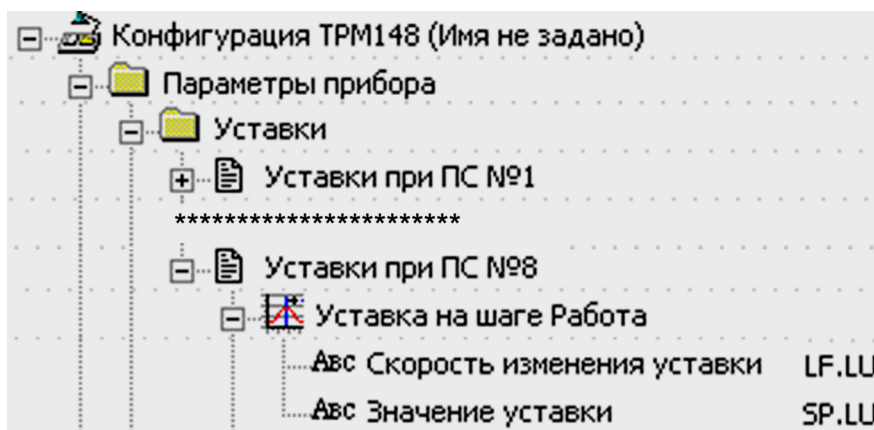 Конфигурация ТРМ148 (Имя не задано)
Параметры прибора
Уставки
Уставки при ПС №1
***********************
Уставки при ПС №8
Уставка на шаге Работа
Авс Скорость изменения уставки LF.LU
Авс Значение уставки SP.LU